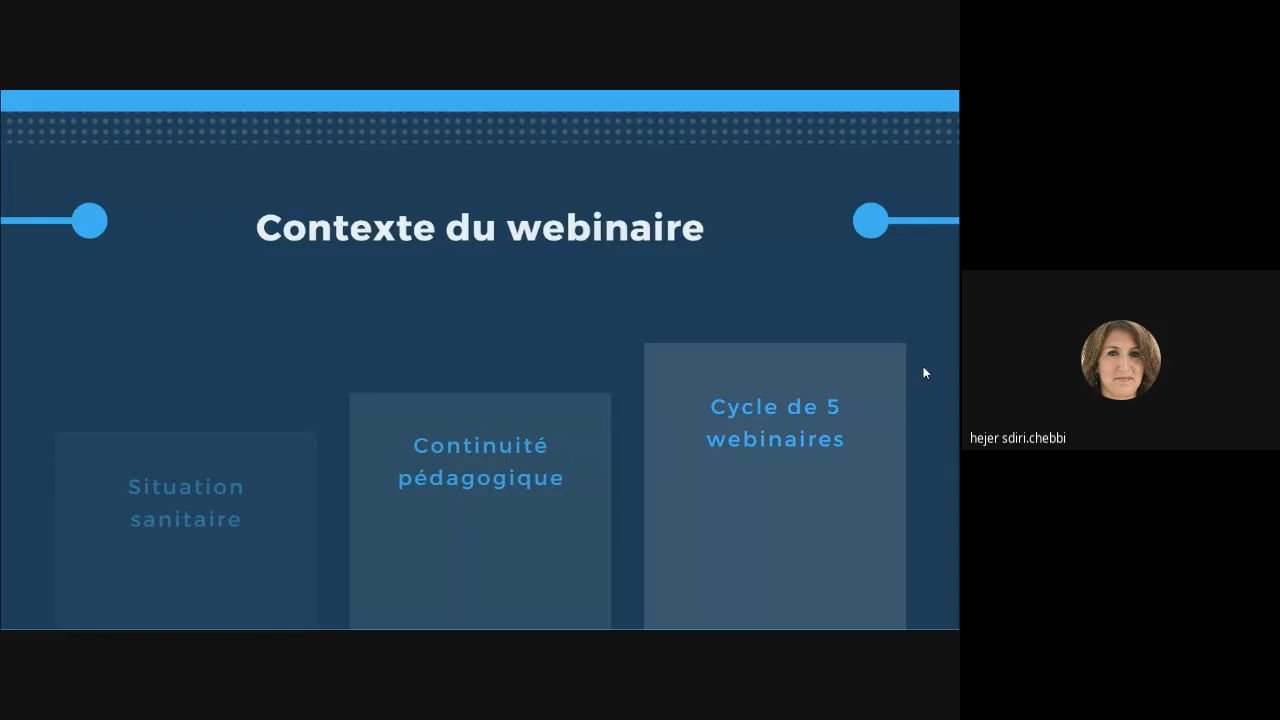 Contexte du webinaire
Situation
sanitaire
Continuité
pédagogique
Cycle de 5
webinaires
hejer sdiri.chebbi